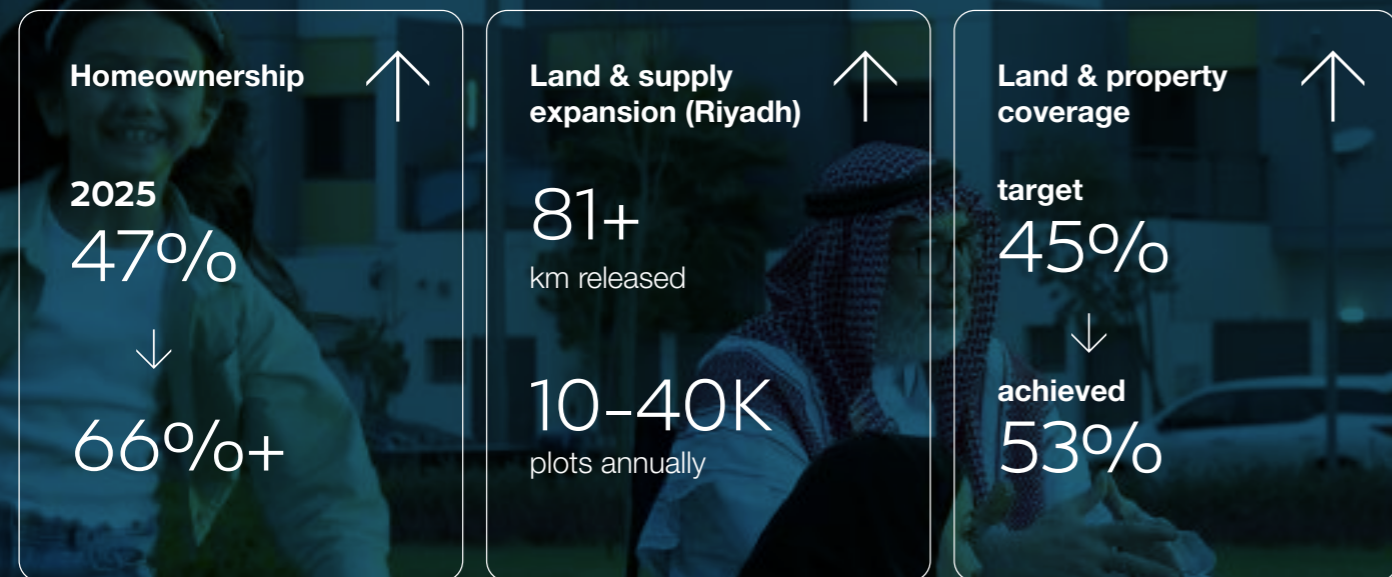 Homeownership
2025
47%
66%+
Land & supply
expansion (Riyadh)
81+
km released
10–40K
plots annually
Land & property
coverage
target
45%
achieved
53%